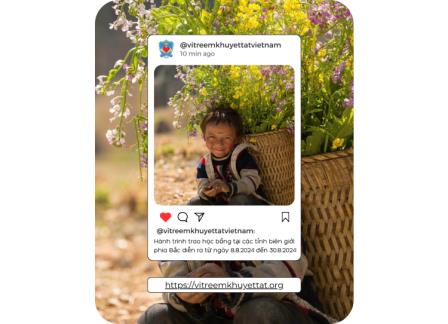 @vitreemkhuyettatvietnam
10 min ago
@vitreemkhuyettatvietnam:
Hành trình trao học bổng tại các tỉnh biên giới
phía Bắc diễn ra từ ngày 8.8.2024 đến 30.8.2024
https://vitreemkhuyettat.org